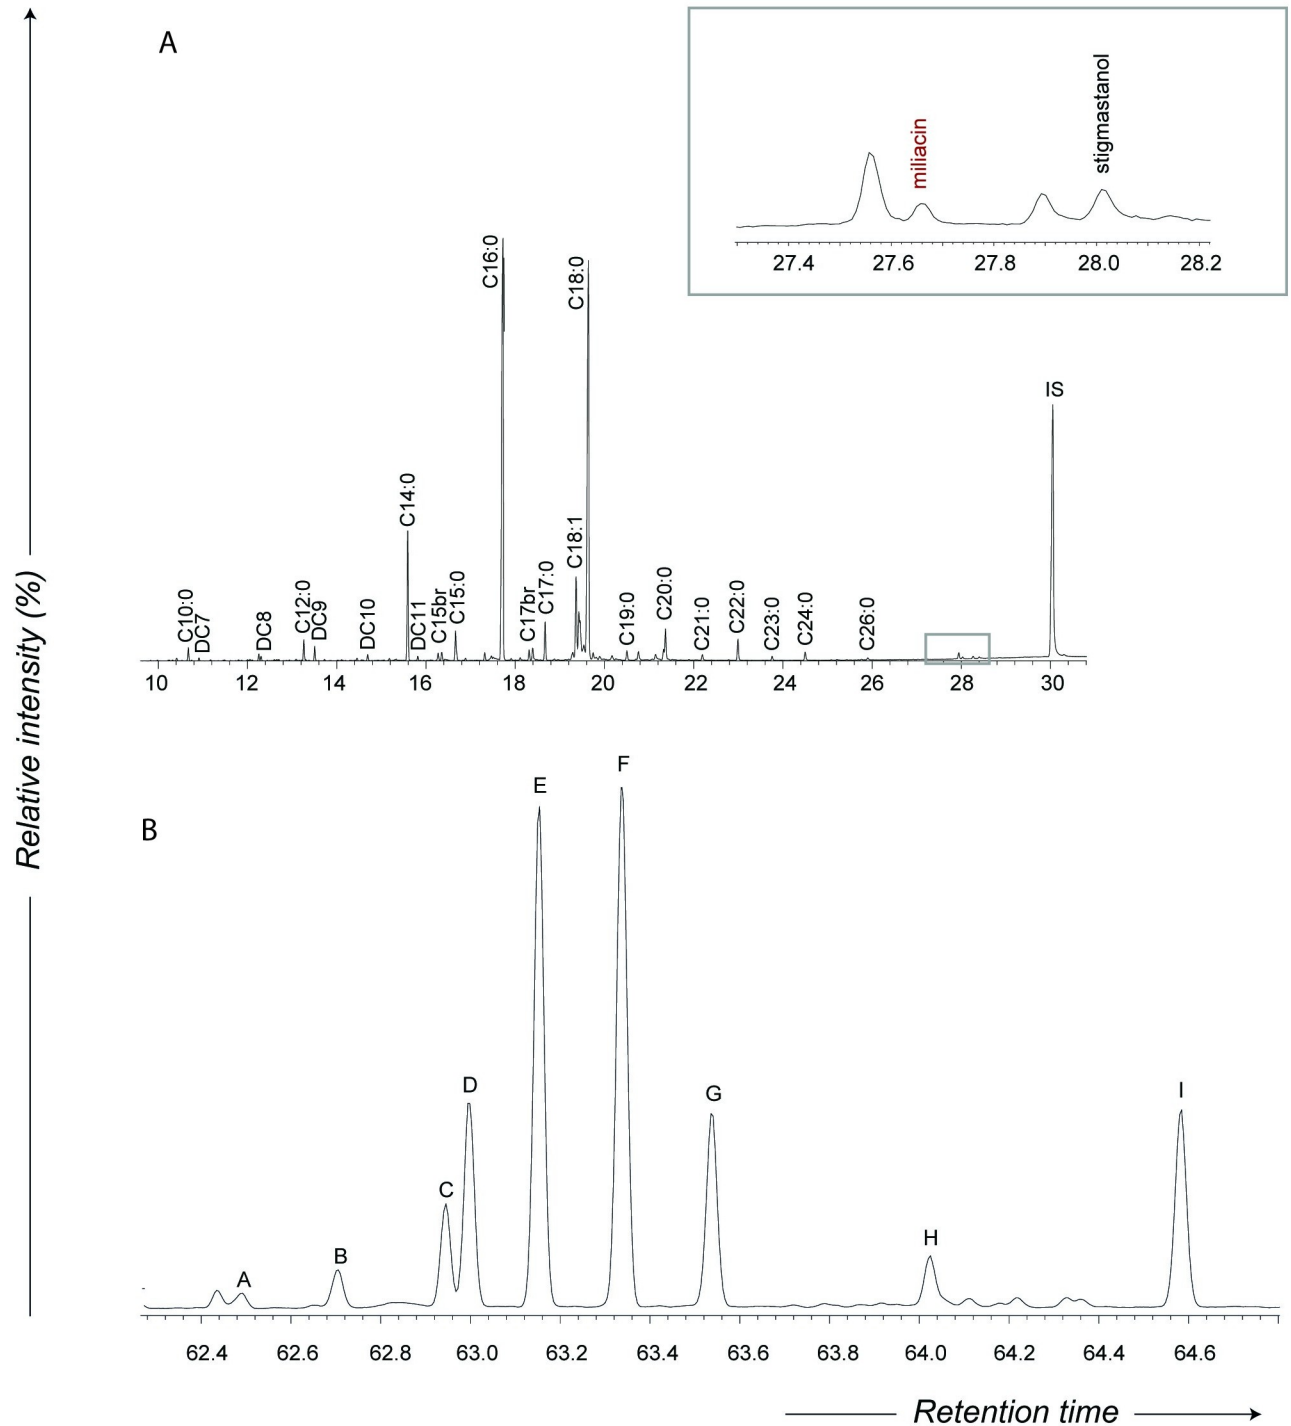 A
miliacin
stigmastanol
27.4 27.6 27.8 28.0 28.2
C10:0
DC7
DC8
C12:0
DC9
DC10
C14:0
DC11
C15br
C15:0
C16:0
C17br
C17:0
C18:1
C18:0
C19:0
C20:0
C21:0
C22:0
C23:0
C24:0
C26:0
IS
10 12 14 16 18 20 22 24 26 28 30
Relative intensity (%)
B
A
B
C
D
E
F
G
H
I
62.4 62.6 62.8 63.0 63.2 63.4 63.6 63.8 64.0 64.2 64.4 64.6
Retention time